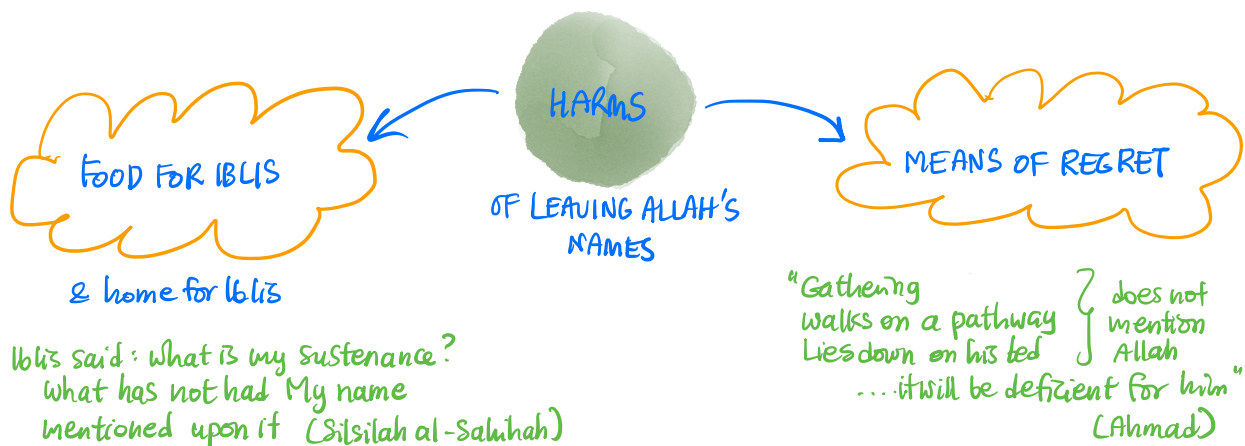 HARMS
OF LEAVING ALLAH'S
NAMES
FOOD FOR IBLIS
& home for Iblis
Iblis said: What is my sustenance?
What has not had My name
mentioned upon it (Silsilah al-Sahihah)
MEANS OF REGRET
"Gathering
walks on a pathway
Lies down on his bed
does not
mention
Allah
....it will be deficient for him"
(Ahmad)